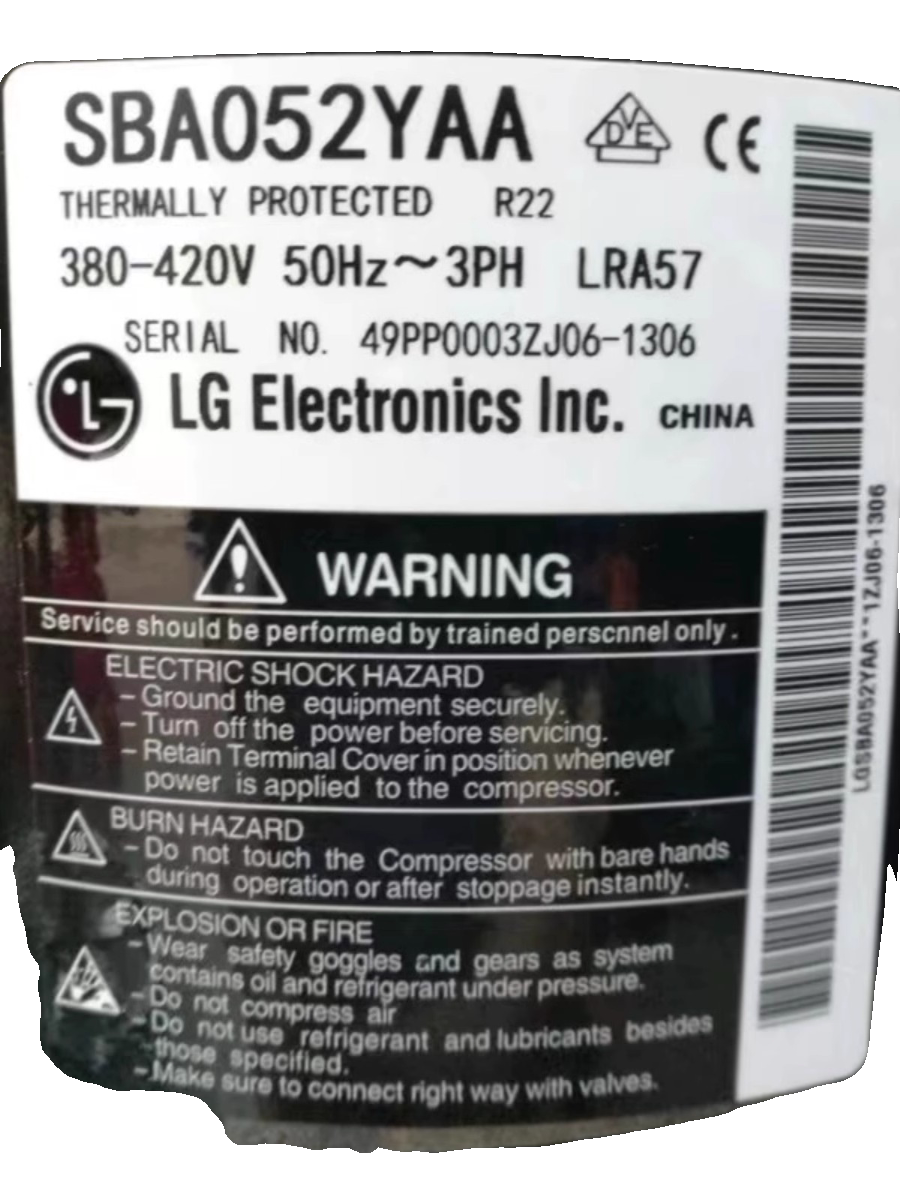 SBA052YAA
VDE
CE
THERMALLY PROTECTED R22
380-420V 50Hz~3PH LRA57
SERIAL NO. 49PP0003ZJ06-1306
LG Electronics Inc. CHINA
WARNING
Service should be performed by trained perscnnel only.
ELECTRIC SHOCK HAZARD
- Ground the equipment securely.
- Turn off the power before servicing.
- Retain Terminal Cover in position whenever
power is applied to the compressor.
BURN HAZARD
- Do not touch the Compressor with bare hands
during operation or after stoppage instantly.
EXPLOSION OR FIRE
- Wear safety goggles and gears as system
contains oil and refrigerant under pressure.
- Do not compress air
- Do not use refrigerant and lubricants besides
those specified.
- Make sure to connect right way with valves.
LGSBA052YAA**1ZJ06-1306